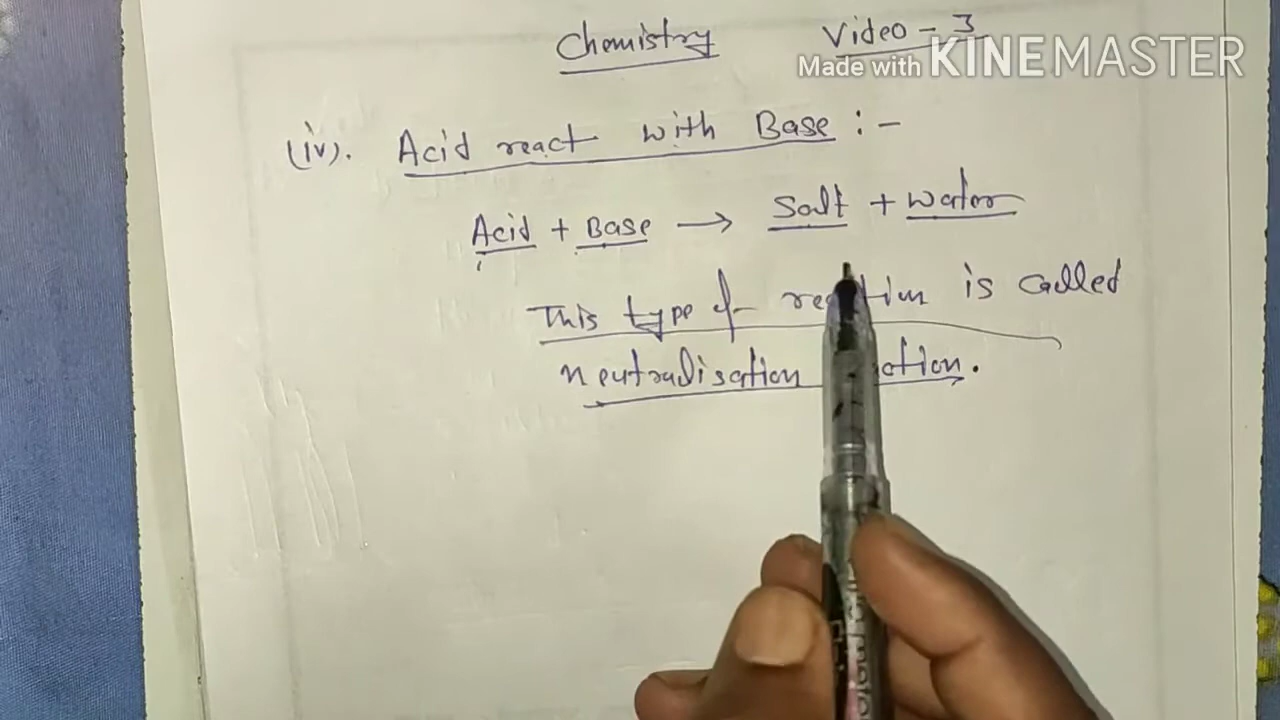 Chemistry Video - 3
Made with KINEMASTER
(iv). Acid react with Base : -
Acid + Base → Salt + Water
This type of reaction is called
neutralisation